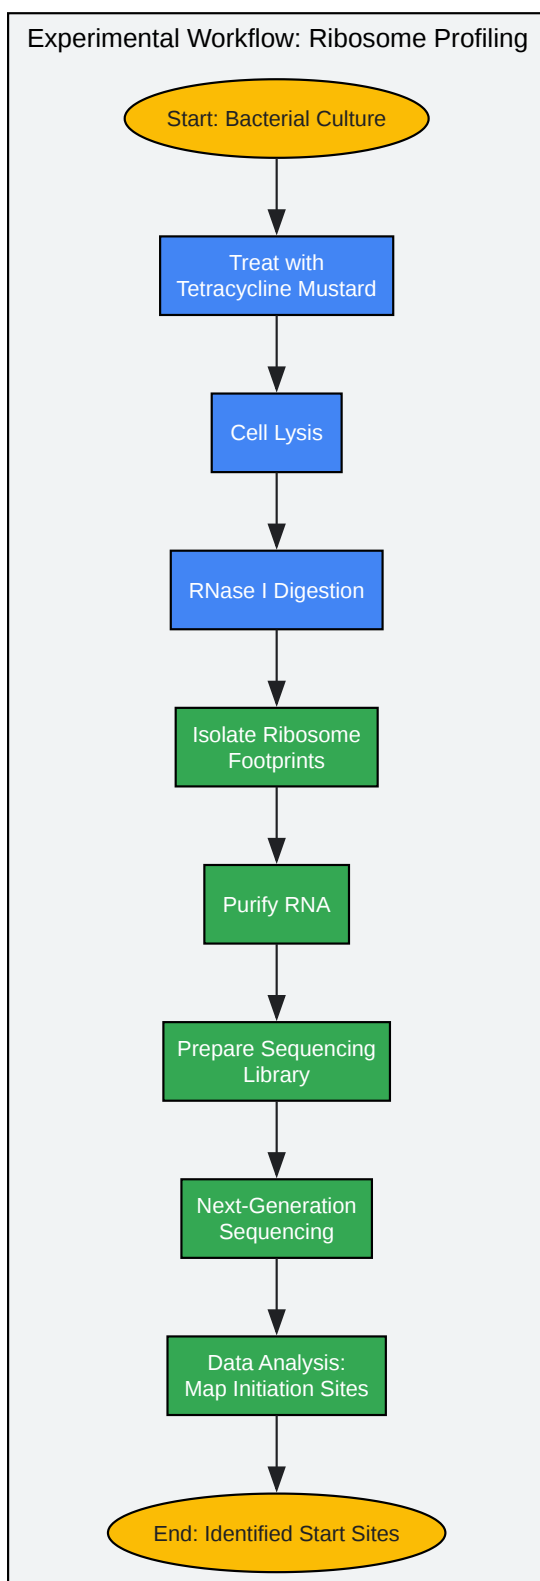 Experimental Workflow: Ribosome Profiling
Start: Bacterial Culture
Treat with
Tetracycline Mustard
Cell Lysis
RNase I Digestion
Isolate Ribosome
Footprints
Purify RNA
Prepare Sequencing
Library
Next-Generation
Sequencing
Data Analysis:
Map Initiation Sites
End: Identified Start Sites